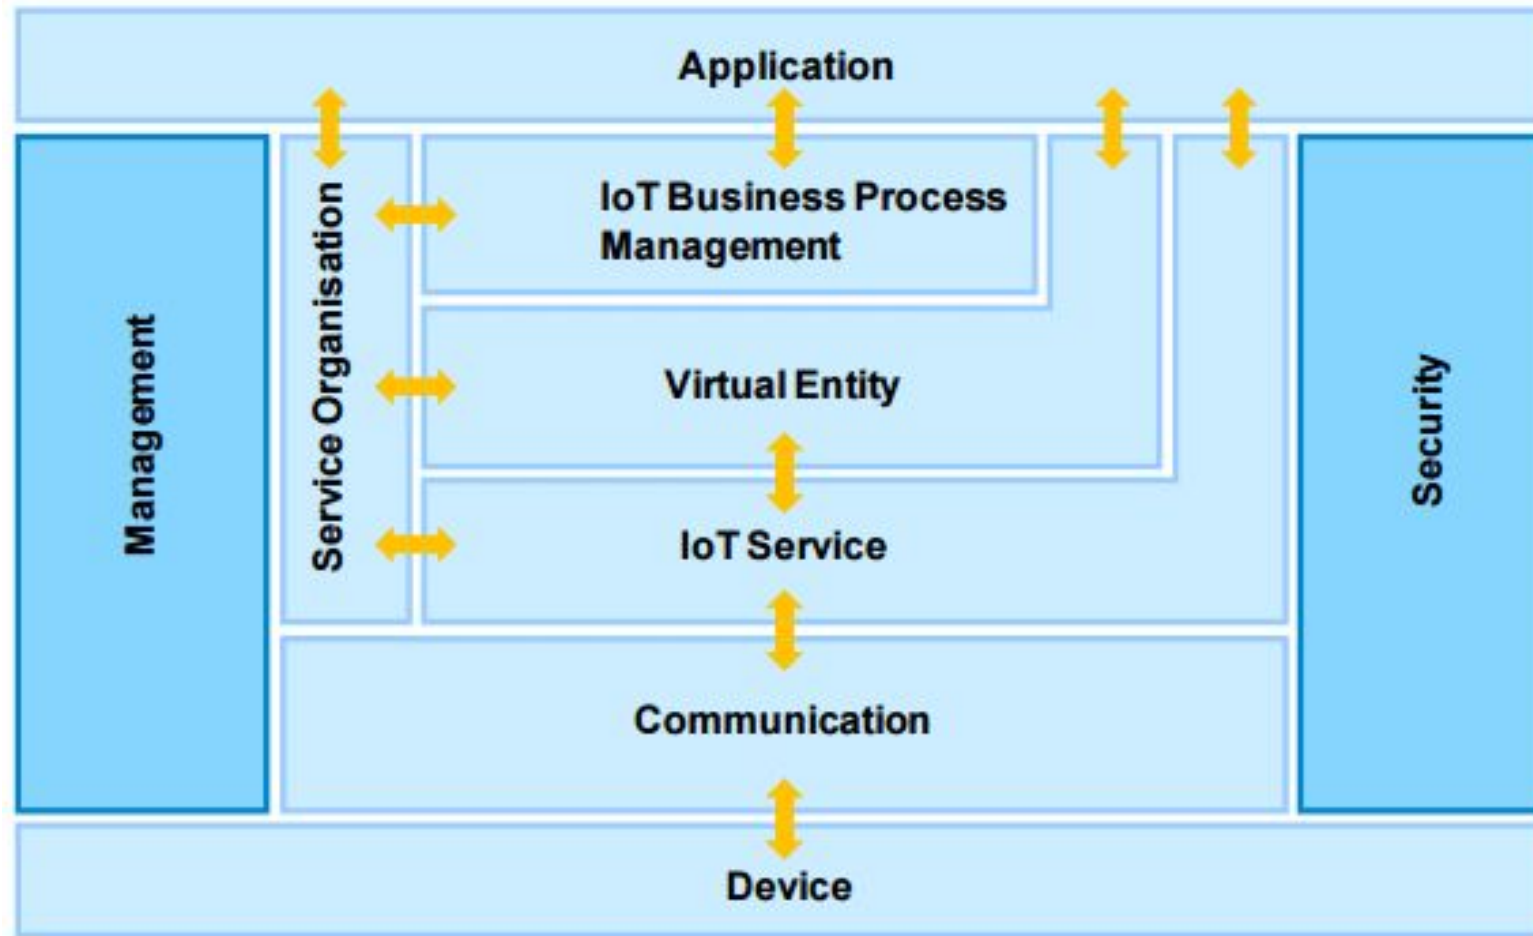 Application
Management
Service Organisation
IoT Business Process
Management
Virtual Entity
IoT Service
Communication
Security
Device